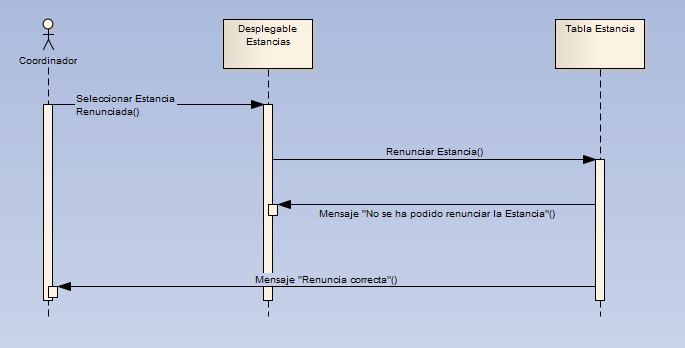 Desplegable
Estancias
Tabla Estancia
Coordinador
Seleccionar Estancia
Renunciada()
Renunciar Estancia()
Mensaje "No se ha podido renunciar la Estancia"()
Mensaje "Renuncia correcta"()